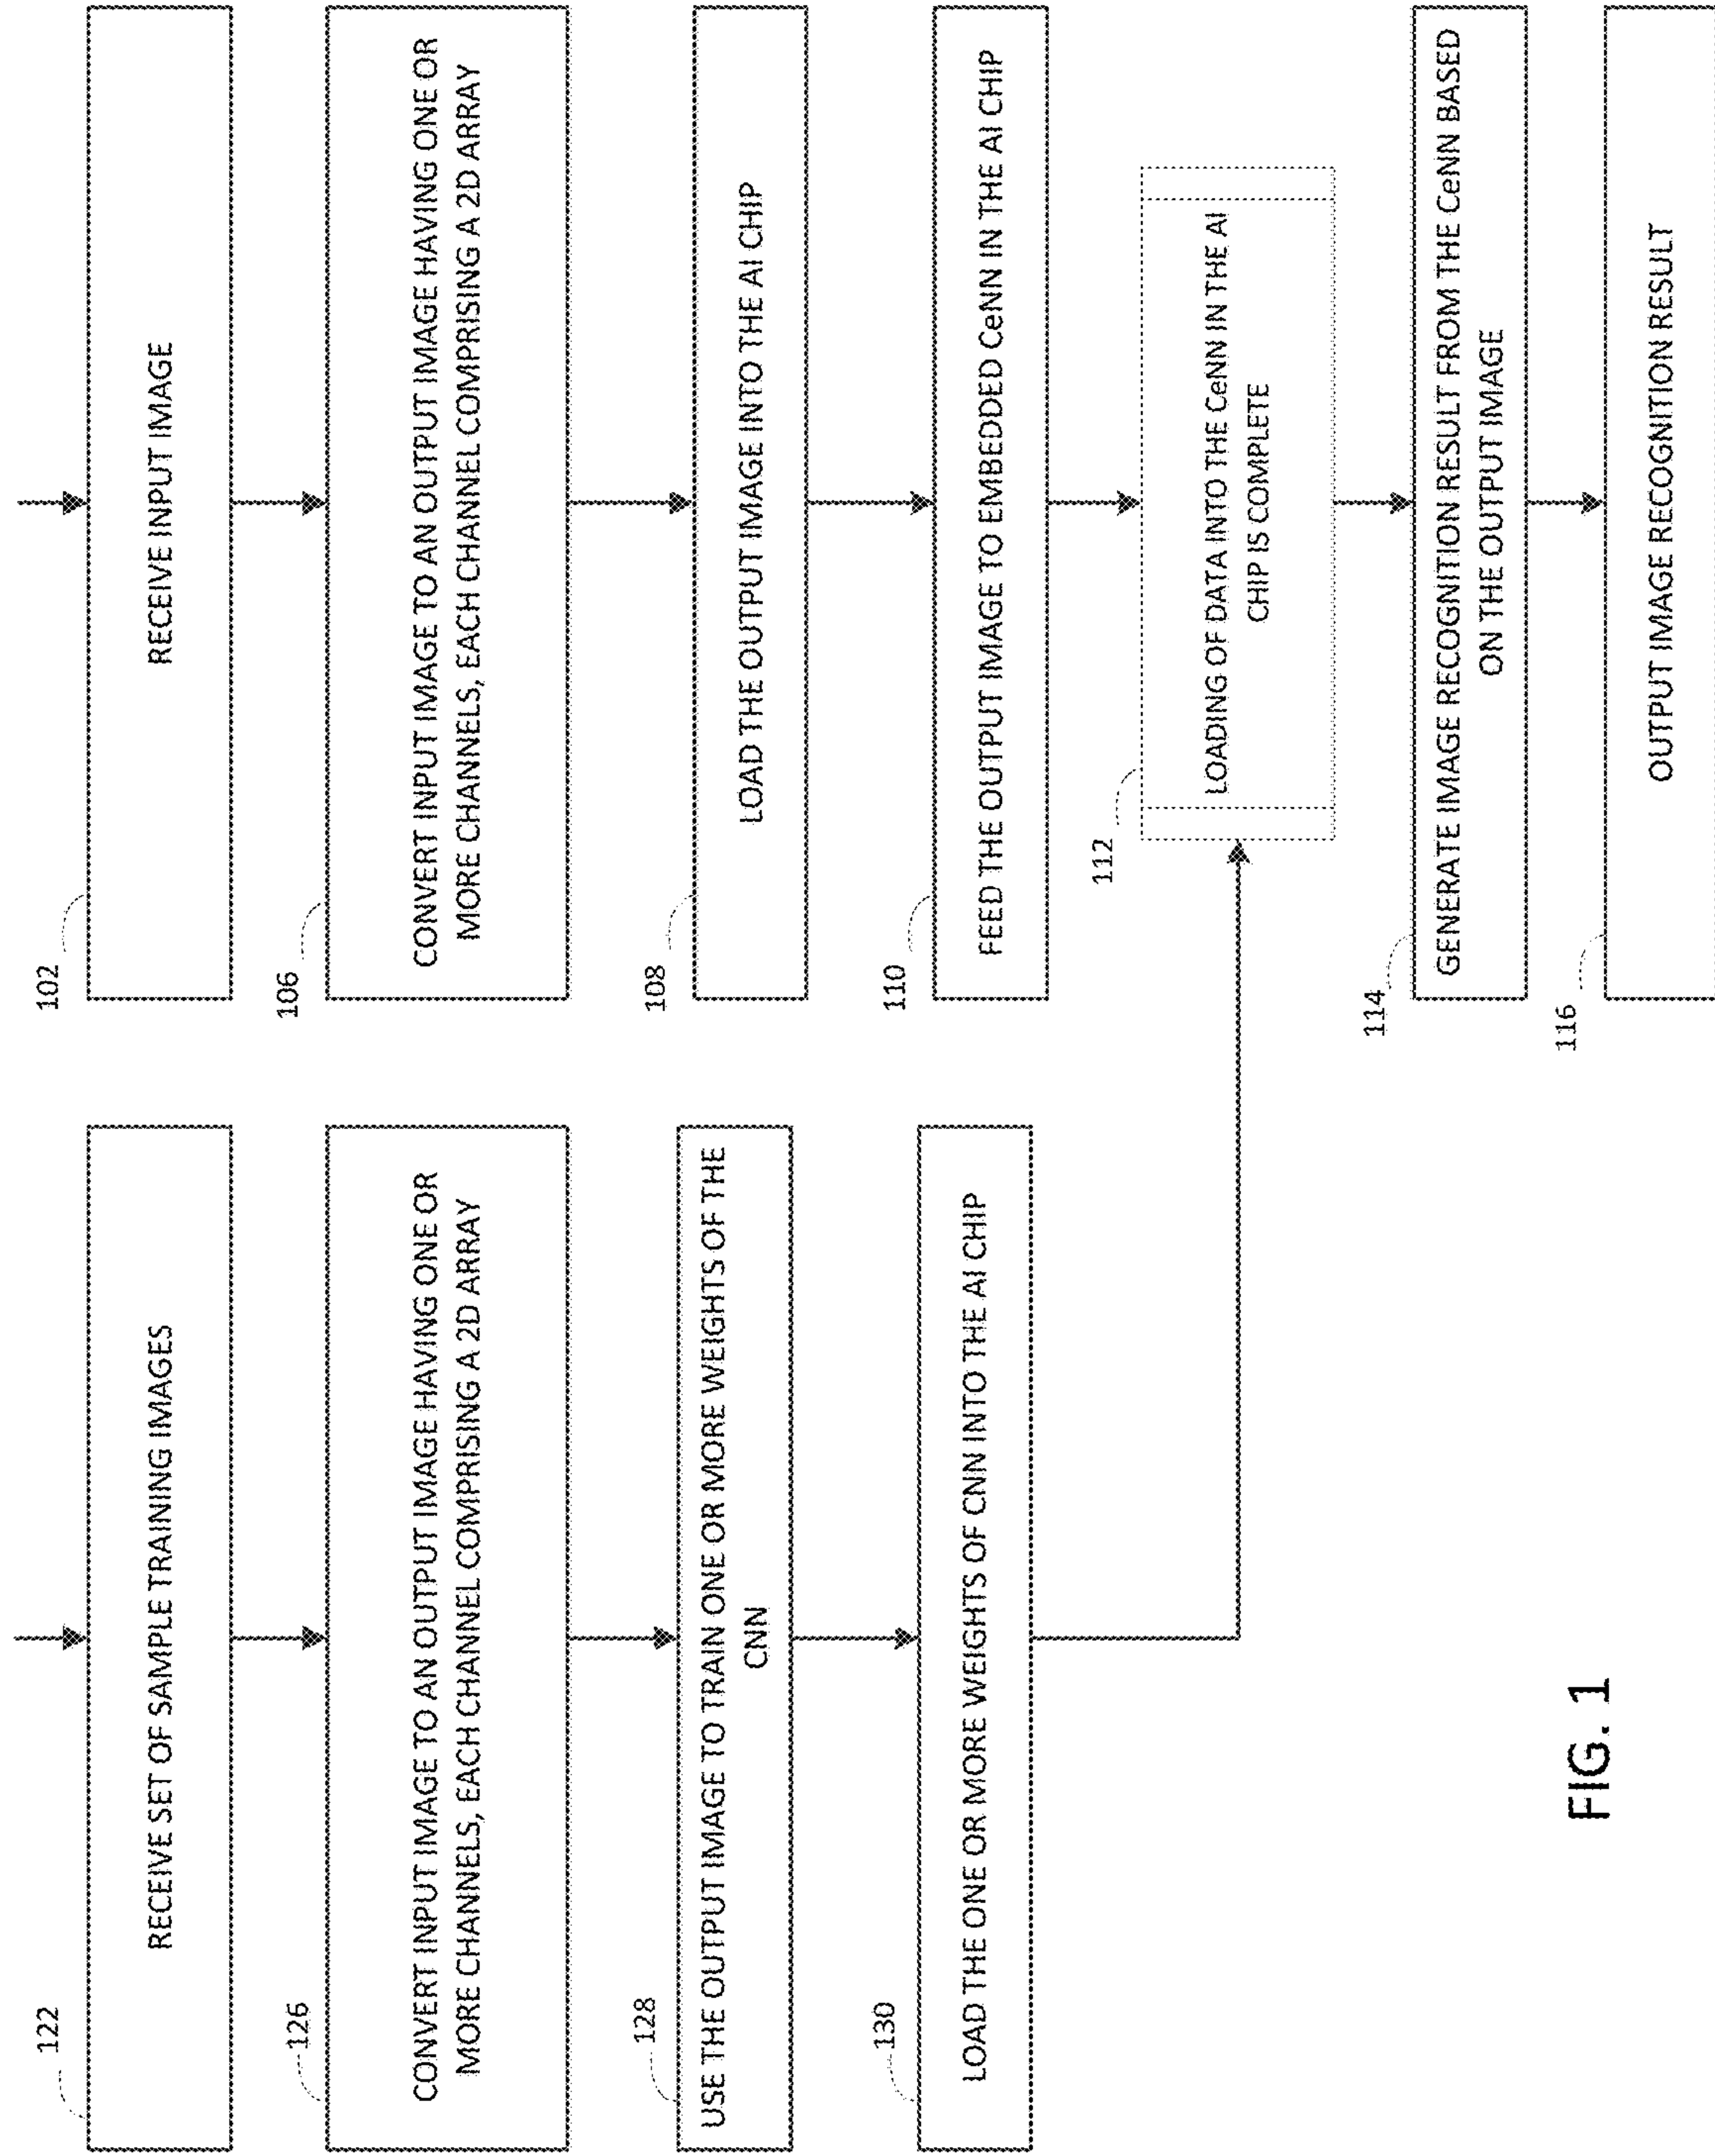 122
RECEIVE SET OF SAMPLE TRAINING IMAGES
126
CONVERT INPUT IMAGE TO AN OUTPUT IMAGE HAVING ONE OR
MORE CHANNELS, EACH CHANNEL COMPRISING A 2D ARRAY
128
USE THE OUTPUT IMAGE TO TRAIN ONE OR MORE WEIGHTS OF THE
CNN
130
LOAD THE ONE OR MORE WEIGHTS OF CNN INTO THE AI CHIP
102
RECEIVE INPUT IMAGE
106
CONVERT INPUT IMAGE TO AN OUTPUT IMAGE HAVING ONE OR
MORE CHANNELS, EACH CHANNEL COMPRISING A 2D ARRAY
108
LOAD THE OUTPUT IMAGE INTO THE AI CHIP
110
FEED THE OUTPUT IMAGE TO EMBEDDED CeNN IN THE AI CHIP
112
LOADING OF DATA INTO THE CeNN IN THE AI
CHIP IS COMPLETE
114
GENERATE IMAGE RECOGNITION RESULT FROM THE CeNN BASED
ON THE OUTPUT IMAGE
116
OUTPUT IMAGE RECOGNITION RESULT
FIG. 1